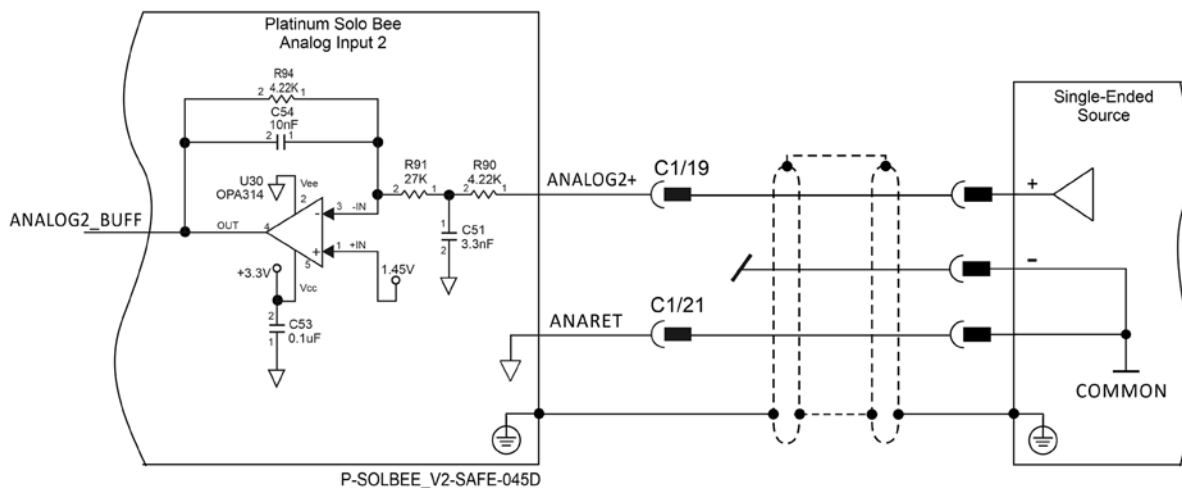 Platinum Solo Bee
Analog Input 2
R94
2 4.22K 1
C54
10nF
2 1
U30
OPA314
Vee
2
R91
27K
2 1
R90
4.22K
2 1
ANALOG2+
C1/19
Single-Ended
Source
+
ANALOG2_BUFF
4
OUT
- 3 -IN
+ 1 +IN
5
Vcc
+3.3V
1.45V
1
2
C51
3.3nF
-
2
1
C53
0.1uF
ANARET
C1/21
COMMON
P-SOLBEE_V2-SAFE-045D